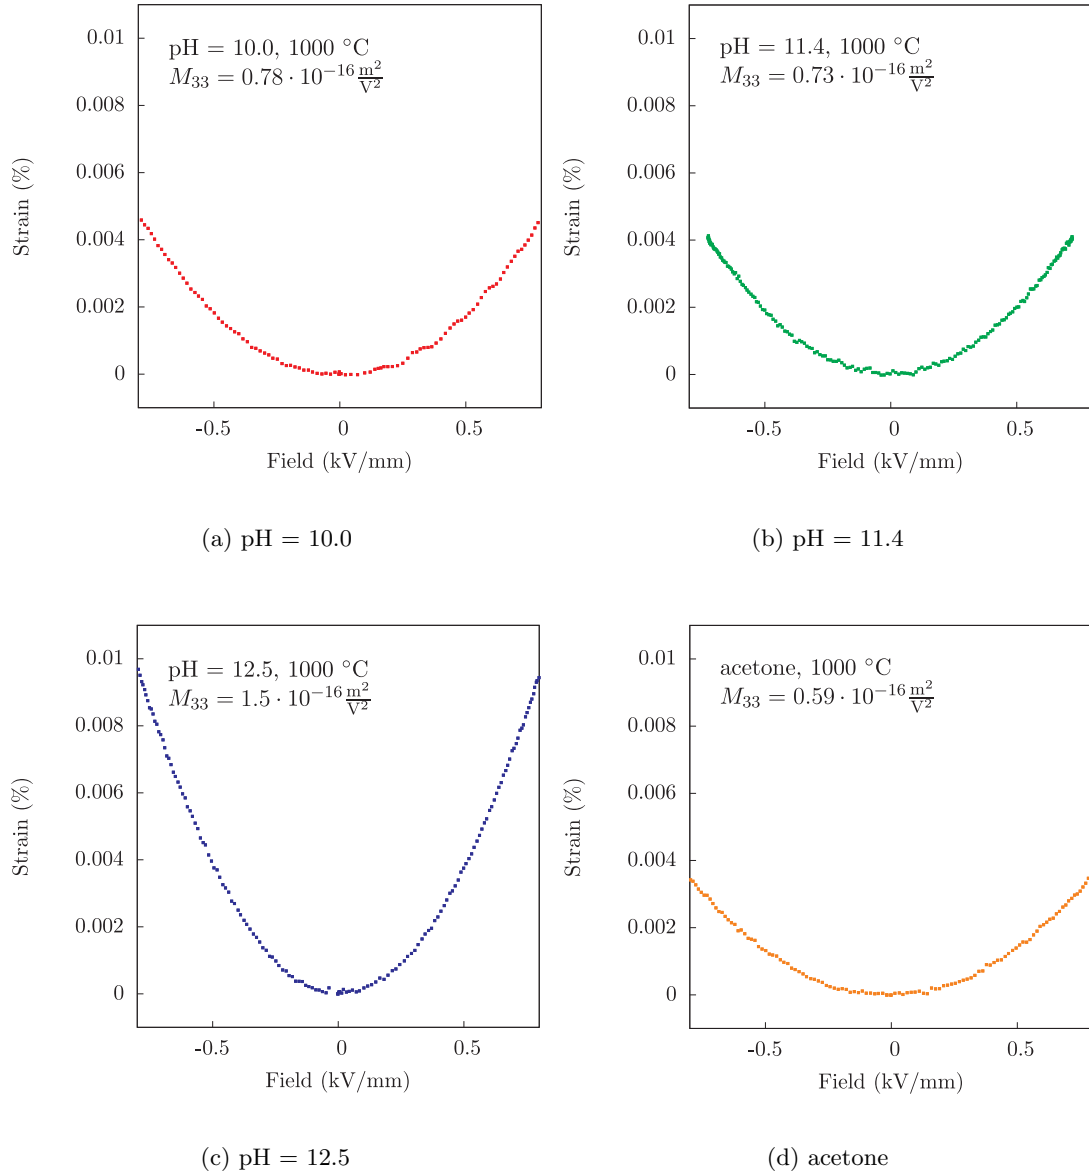 0.01
0.008
0.006
0.004
0.002
0
-0.5
0
0.5
Strain (%)
Field (kV/mm)
pH = 10.0, 1000 °C
M₃₃ = 0.78 · 10⁻¹⁶ m²/V²
(a) pH = 10.0
0.01
0.008
0.006
0.004
0.002
0
-0.5
0
0.5
Strain (%)
Field (kV/mm)
pH = 11.4, 1000 °C
M₃₃ = 0.73 · 10⁻¹⁶ m²/V²
(b) pH = 11.4
0.01
0.008
0.006
0.004
0.002
0
-0.5
0
0.5
Strain (%)
Field (kV/mm)
pH = 12.5, 1000 °C
M₃₃ = 1.5 · 10⁻¹⁶ m²/V²
(c) pH = 12.5
0.01
0.008
0.006
0.004
0.002
0
-0.5
0
0.5
Strain (%)
Field (kV/mm)
acetone, 1000 °C
M₃₃ = 0.59 · 10⁻¹⁶ m²/V²
(d) acetone